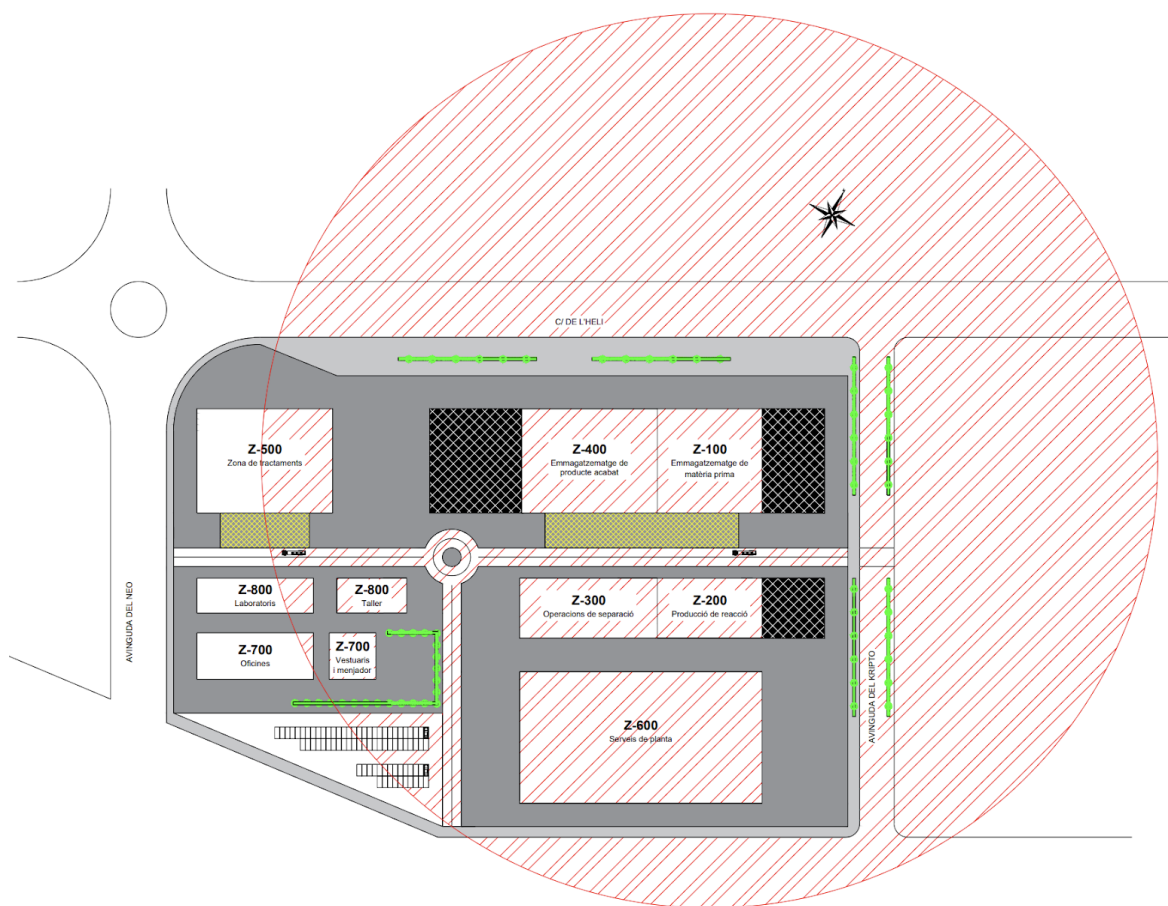 C/ DE L'HELI
Z-500
Zona de tractaments
Z-400
Emmagatzematge de
producte acabat
Z-100
Emmagatzematge de
matèria prima
Z-800
Laboratoris
Z-800
Taller
Z-300
Operacions de separació
Z-200
Producció de reacció
Z-700
Oficines
Z-700
Vestuaris
i menjador
Z-600
Serveis de planta
AVINGUDA DEL NEO
AVINGUDA DEL KRIPTO